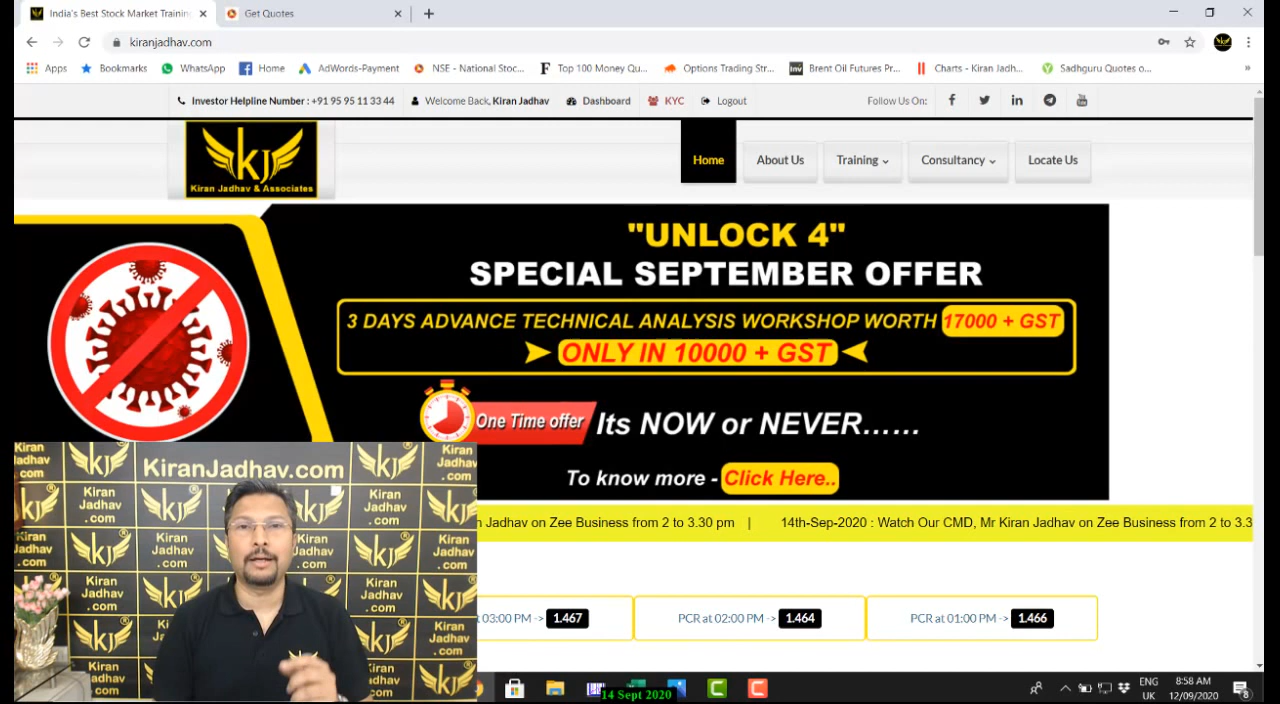 India's Best Stock Market Trainin
Get Quotes
kiranjadhav.com
Apps
Bookmarks
WhatsApp
Home
AdWords-Payment
NSE - National Stoc...
Top 100 Money Qu...
Options Trading Str...
Brent Oil Futures Pr...
Charts - Kiran Jadh...
Sadhguru Quotes o...
Investor Helpline Number : +91 95 95 11 33 44
Welcome Back, Kiran Jadhav
Dashboard
KYC
Logout
Follow Us On:
KJ
Kiran Jadhav & Associates
Home
About Us
Training
Consultancy
Locate Us
"UNLOCK 4"
SPECIAL SEPTEMBER OFFER
3 DAYS ADVANCE TECHNICAL ANALYSIS WORKSHOP WORTH 17000 + GST
ONLY IN 10000 + GST
One Time offer Its NOW or NEVER......
To know more - Click Here..
n Jadhav on Zee Business from 2 to 3.30 pm | 14th-Sep-2020 : Watch Our CMD, Mr Kiran Jadhav on Zee Business from 2 to 3.3
KiranJadhav.com
Kiran
Jadhav
.com
t 03:00 PM -> 1.467
PCR at 02:00 PM -> 1.464
PCR at 01:00 PM -> 1.466
14 Sept 2020
ENG
UK
8:58 AM
12/09/2020
8